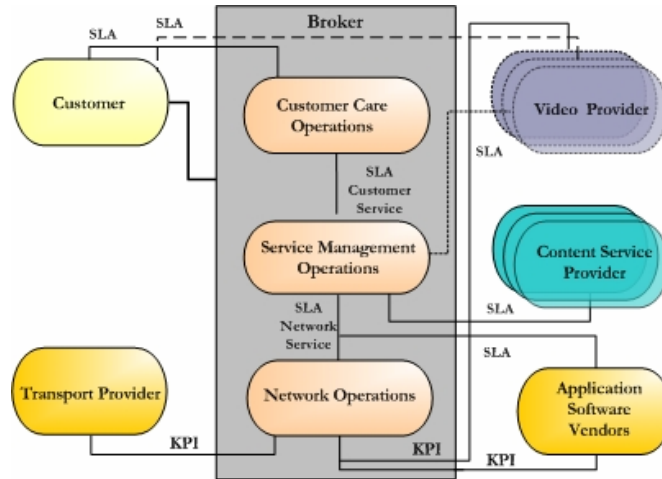 Broker
SLA
SLA
SLA
Customer
Customer Care
Operations
Video Provider
SLA
SLA
Customer
Service
Service Management
Operations
Content Service
Provider
SLA
Network
Service
SLA
SLA
Transport Provider
Network Operations
Application
Software
Vendors
KPI
KPI
KPI